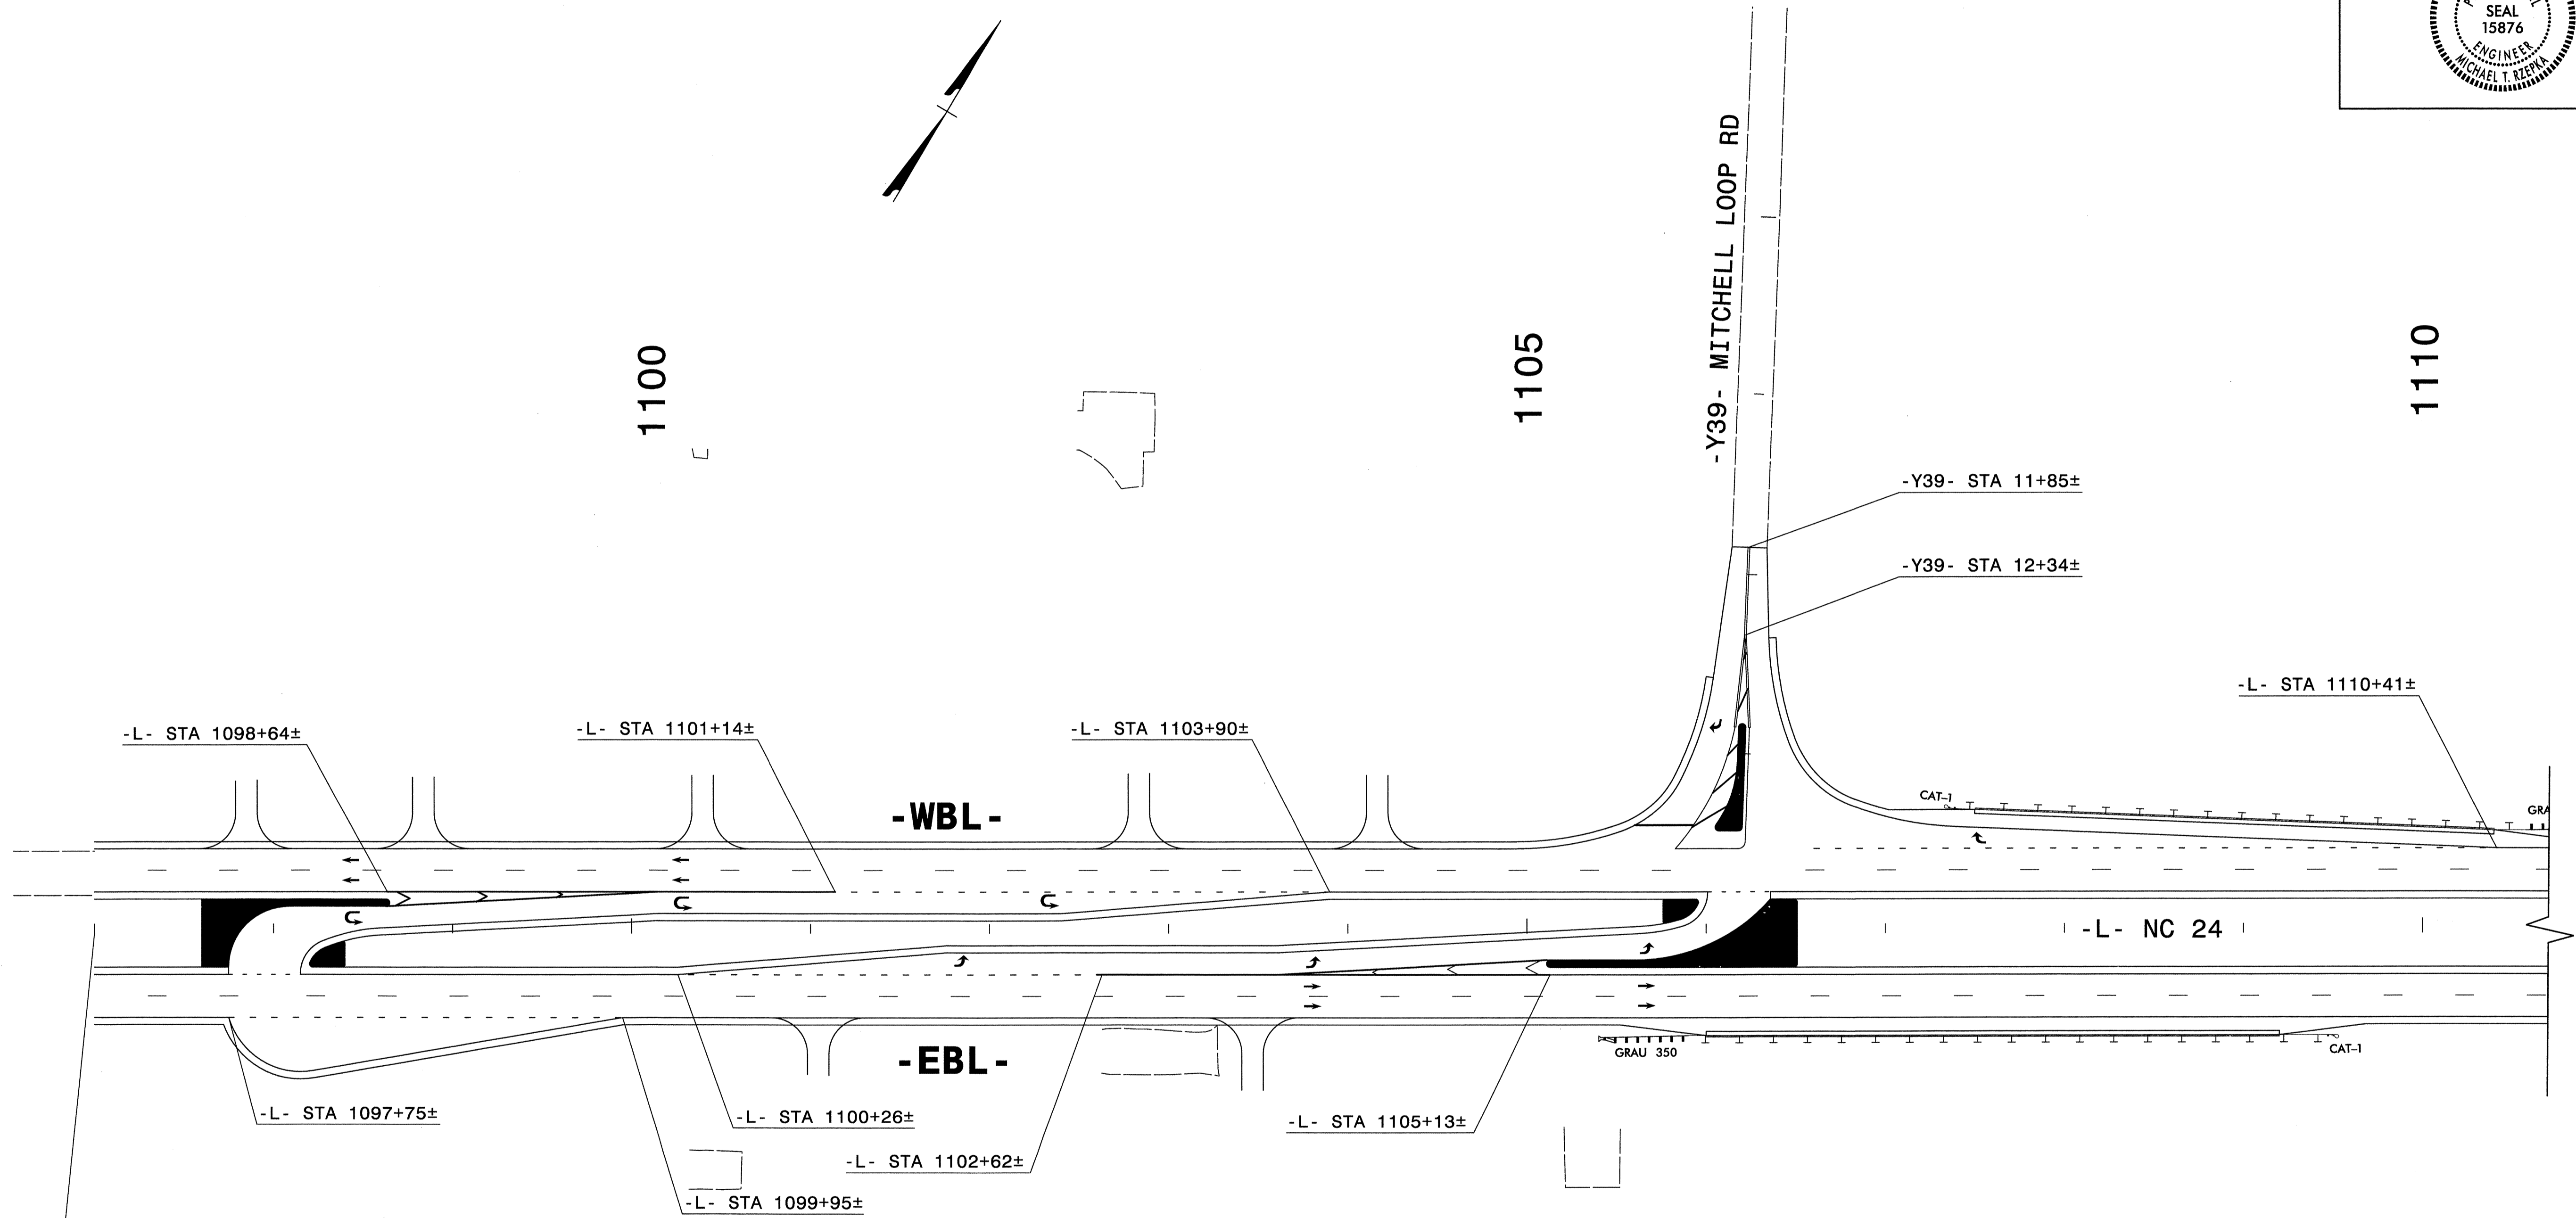 SEAL
15876
ENGINEER
MICHAEL T. RZEPKA
-Y39- MITCHELL LOOP RD
1100
1105
1110
-Y39- STA 11+85±
-Y39- STA 12+34±
-L- STA 1110+41±
-L- STA 1098+64±
-L- STA 1101+14±
-L- STA 1103+90±
CAT-1
-WBL-
-L- NC 24
GRAU 350
CAT-1
-EBL-
-L- STA 1097+75±
-L- STA 1100+26±
-L- STA 1105+13±
-L- STA 1102+62±
-L- STA 1099+95±